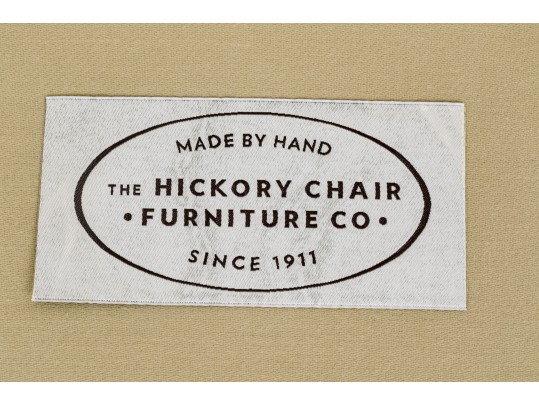 MADE BY HAND
THE HICKORY CHAIR
• FURNITURE CO •
SINCE 1911